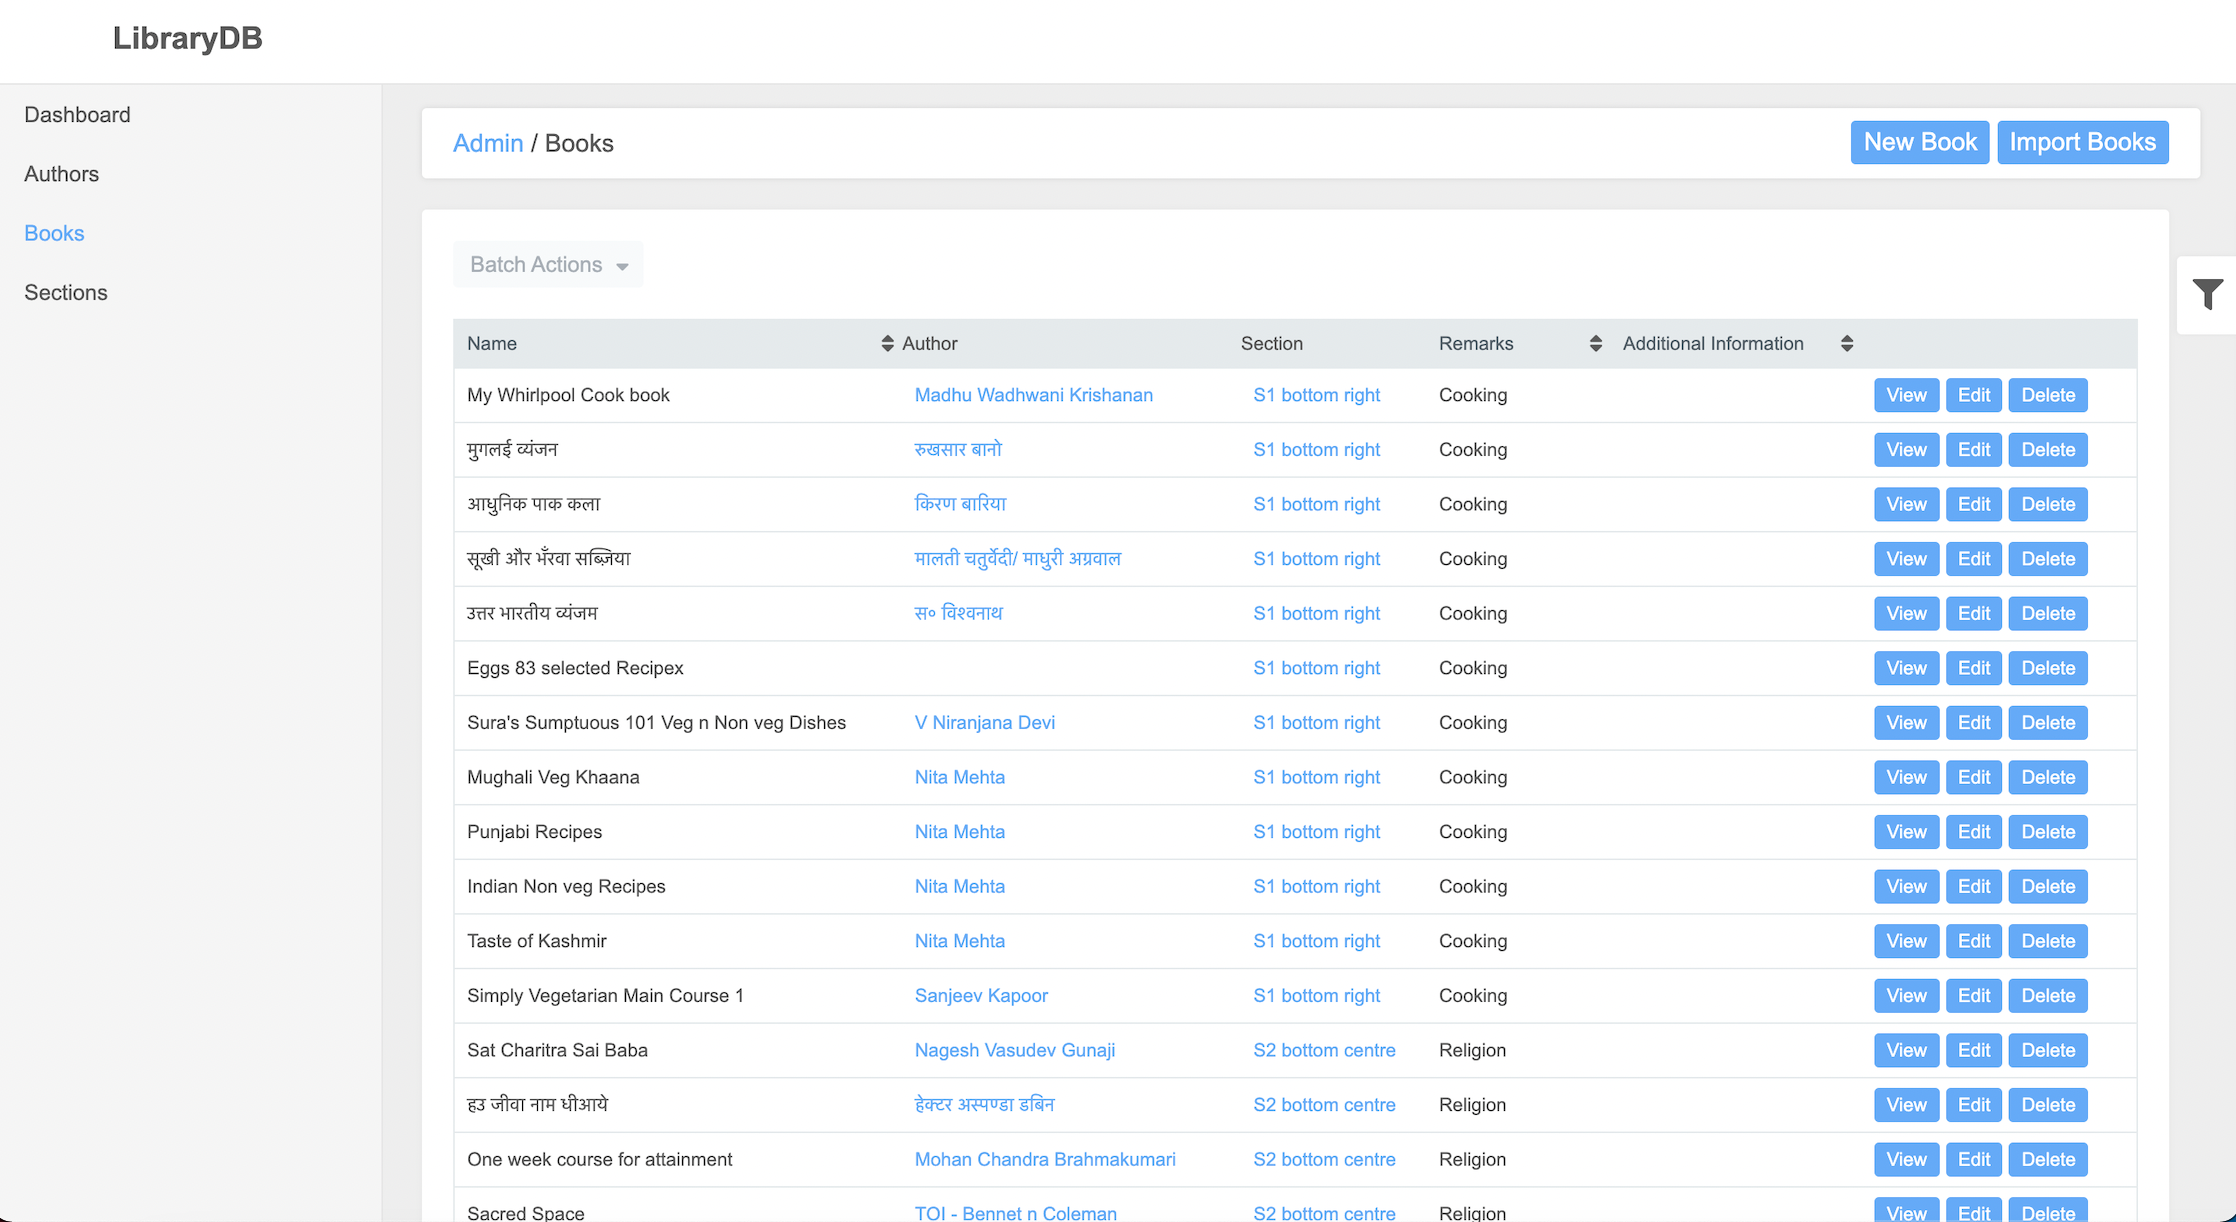 LibraryDB
Dashboard
Authors
Books
Sections
Admin / Books
New Book
Import Books
Batch Actions
Name Author Section Remarks Additional Information
My Whirlpool Cook book Madhu Wadhwani Krishanan S1 bottom right Cooking View Edit Delete
मुगलई व्यंजन रुखसार बानो S1 bottom right Cooking View Edit Delete
आधुनिक पाक कला किरण बारिया S1 bottom right Cooking View Edit Delete
सूखी और भँरवा सब्ज़िया मालती चतुर्वेदी/ माधुरी अग्रवाल S1 bottom right Cooking View Edit Delete
उत्तर भारतीय व्यंजम स० विश्वनाथ S1 bottom right Cooking View Edit Delete
Eggs 83 selected Recipex S1 bottom right Cooking View Edit Delete
Sura's Sumptuous 101 Veg n Non veg Dishes V Niranjana Devi S1 bottom right Cooking View Edit Delete
Mughali Veg Khaana Nita Mehta S1 bottom right Cooking View Edit Delete
Punjabi Recipes Nita Mehta S1 bottom right Cooking View Edit Delete
Indian Non veg Recipes Nita Mehta S1 bottom right Cooking View Edit Delete
Taste of Kashmir Nita Mehta S1 bottom right Cooking View Edit Delete
Simply Vegetarian Main Course 1 Sanjeev Kapoor S1 bottom right Cooking View Edit Delete
Sat Charitra Sai Baba Nagesh Vasudev Gunaji S2 bottom centre Religion View Edit Delete
हउ जीवा नाम धीआये हेक्टर अस्पण्डा डबिन S2 bottom centre Religion View Edit Delete
One week course for attainment Mohan Chandra Brahmakumari S2 bottom centre Religion View Edit Delete
Sacred Space TOI - Bennet n Coleman S2 bottom centre Religion View Edit Delete